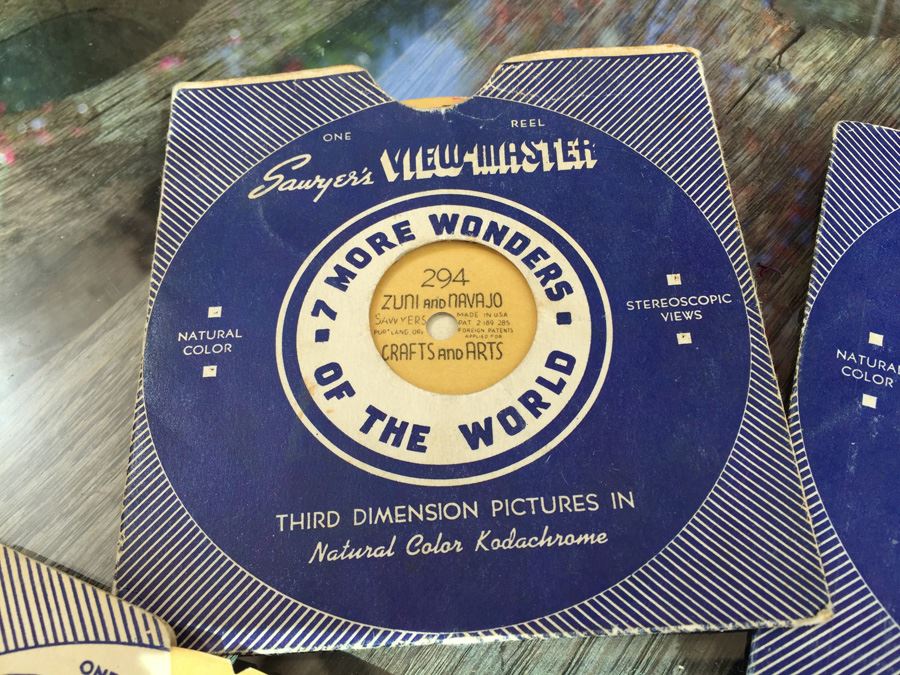 ONE REEL
Sawyer's VIEW-MASTER
7 MORE WONDERS
OF THE WORLD
294
ZUNI AND NAVAJO
SAWYERS MADE IN USA
PAT 2 189 285
PORTLAND, ORE. FOREIGN PATENTS
APPLIED FOR
CRAFTS AND ARTS
NATURAL
COLOR
STEREOSCOPIC
VIEWS
THIRD DIMENSION PICTURES IN
Natural Color Kodachrome
NATURAL
COLOR
ONE